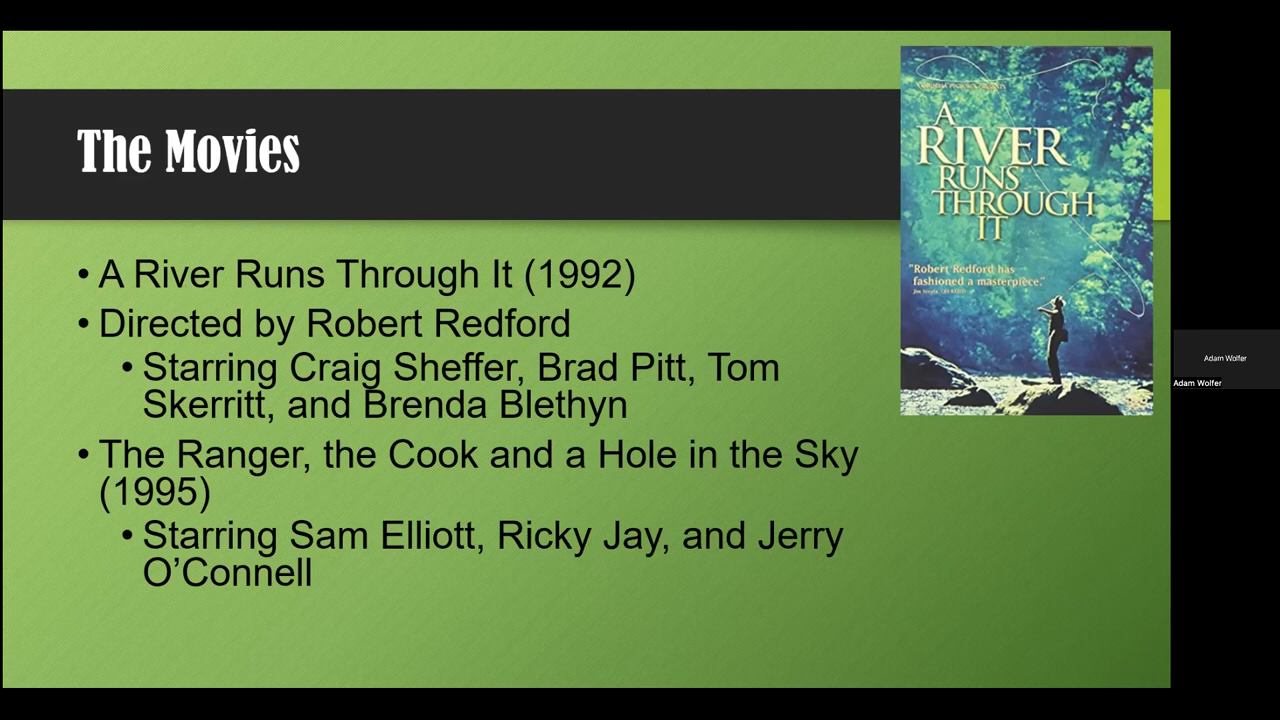 The Movies
• A River Runs Through It (1992)
• Directed by Robert Redford
• Starring Craig Sheffer, Brad Pitt, Tom
Skerritt, and Brenda Blethyn
• The Ranger, the Cook and a Hole in the Sky
(1995)
• Starring Sam Elliott, Ricky Jay, and Jerry
O’Connell
A
RIVER
RUNS
THROUGH
IT
"Robert Redford has
fashioned a masterpiece."
Adam Wolfer
Adam Wolfer